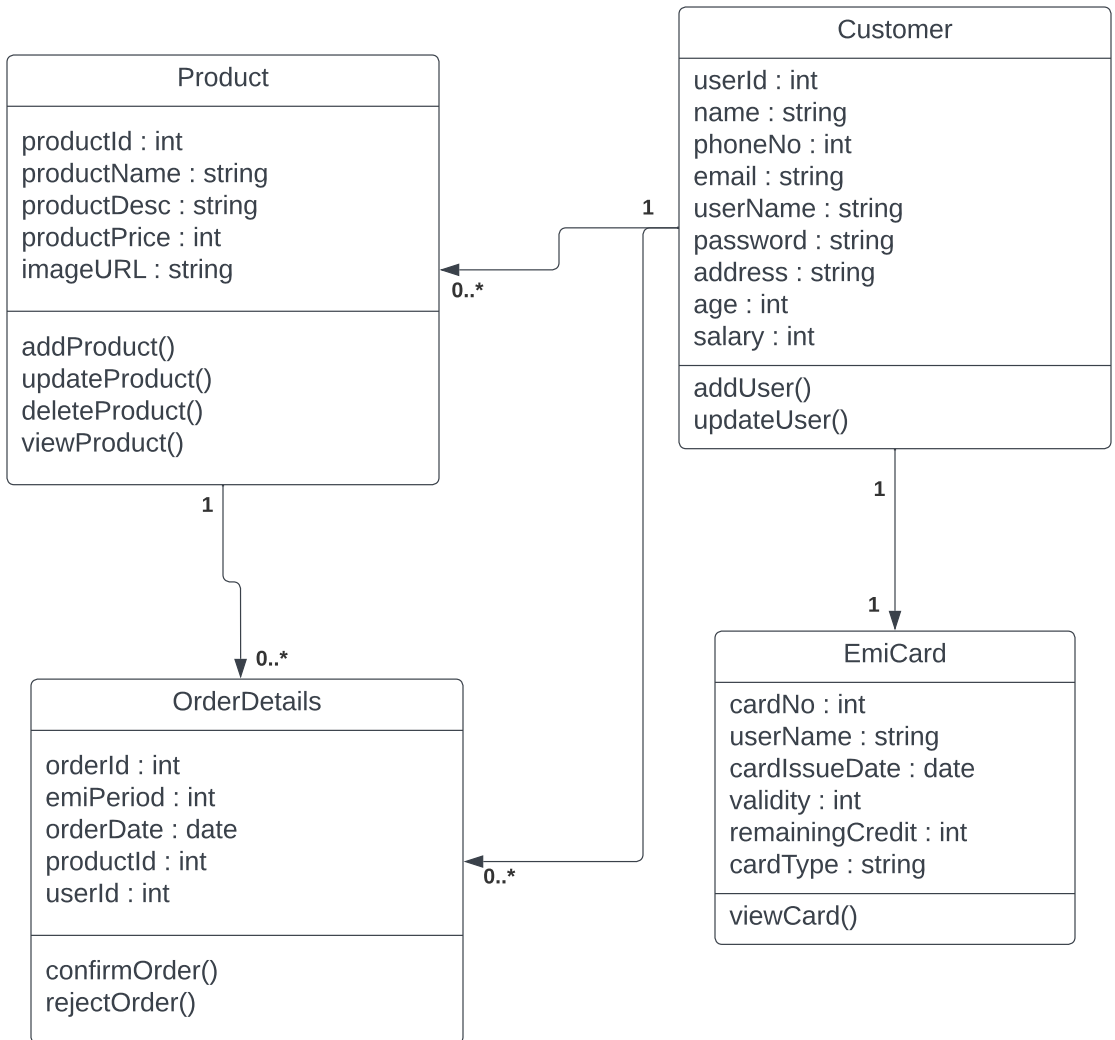 Customer
userId : int
name : string
phoneNo : int
email : string
userName : string
password : string
address : string
age : int
salary : int
addUser()
updateUser()
Product
productId : int
productName : string
productDesc : string
productPrice : int
imageURL : string
addProduct()
updateProduct()
deleteProduct()
viewProduct()
1
0..*
1
0..*
1
1
0..*
OrderDetails
orderId : int
emiPeriod : int
orderDate : date
productId : int
userId : int
confirmOrder()
rejectOrder()
EmiCard
cardNo : int
userName : string
cardIssueDate : date
validity : int
remainingCredit : int
cardType : string
viewCard()